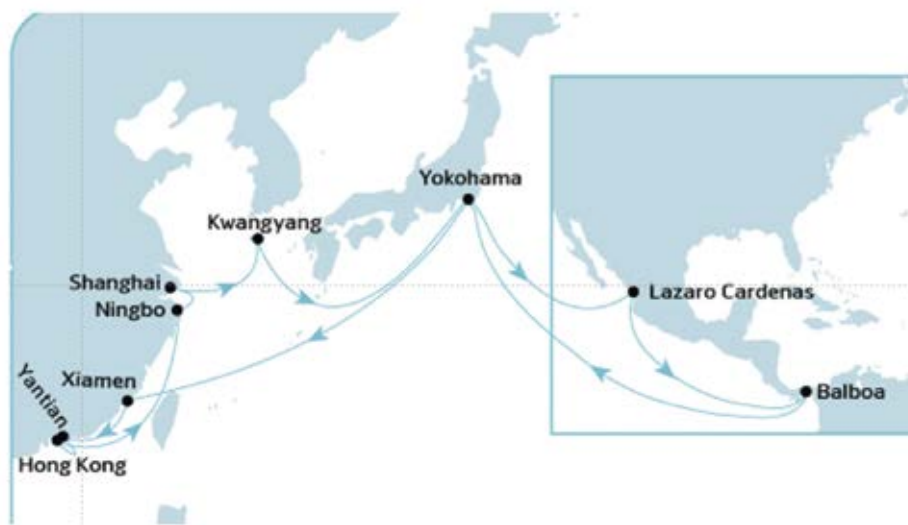 Yokohama
Kwangyang
Shanghai
Lazaro Cardenas
Ningbo
Xiamen
Yantian
Balboa
Hong Kong